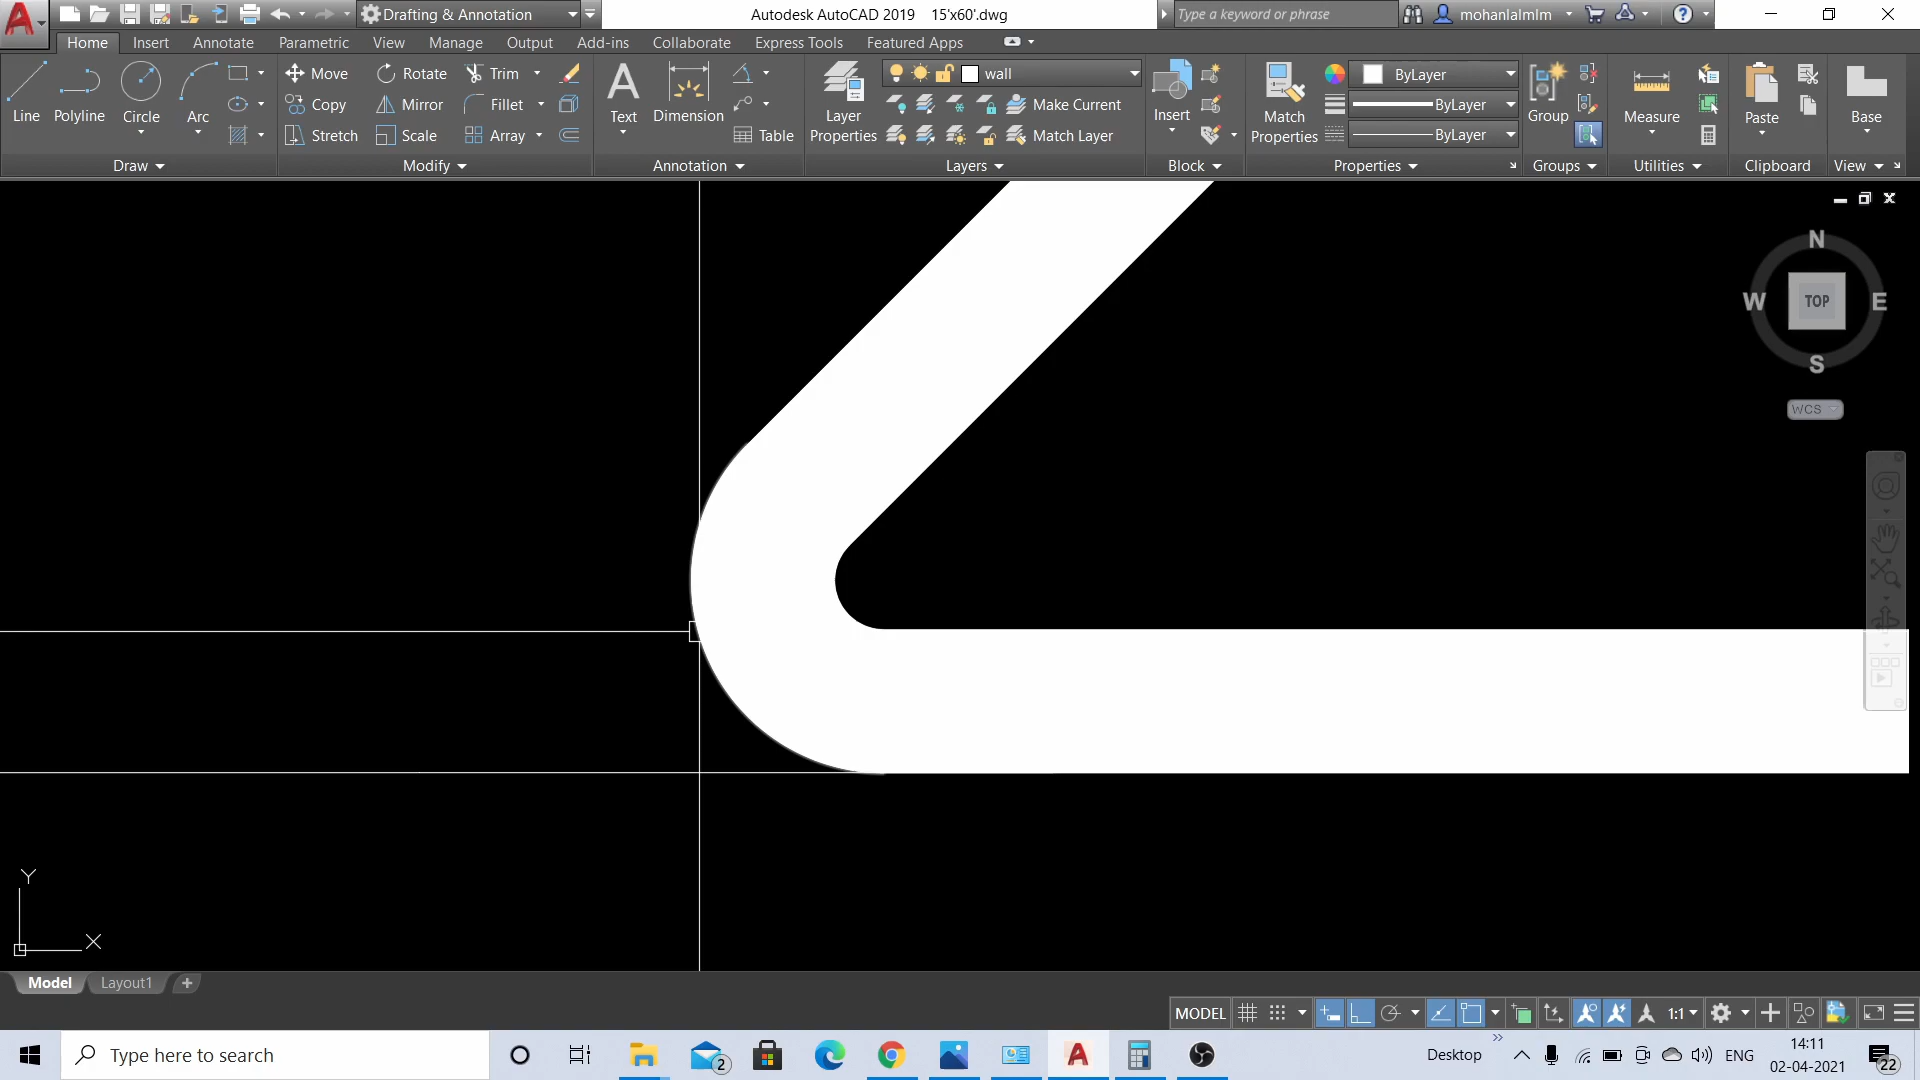 Drafting & Annotation
Autodesk AutoCAD 2019 15'x60'.dwg
Type a keyword or phrase
mohanlalmlm
Home Insert Annotate Parametric View Manage Output Add-ins Collaborate Express Tools Featured Apps
Line Polyline Circle Arc
Move Rotate Trim
Copy Mirror Fillet
Stretch Scale Array
Text Dimension Table
Layer Properties
wall
Make Current
Match Layer
Insert
Match Properties
ByLayer
ByLayer
ByLayer
Group
Measure
Paste
Base
Draw Modify Annotation Layers Block Properties Groups Utilities Clipboard View
N
W TOP E
S
WCS
Y
X
Model Layout1 +
MODEL 1:1
Type here to search
2
Desktop
ENG
14:11
02-04-2021
22